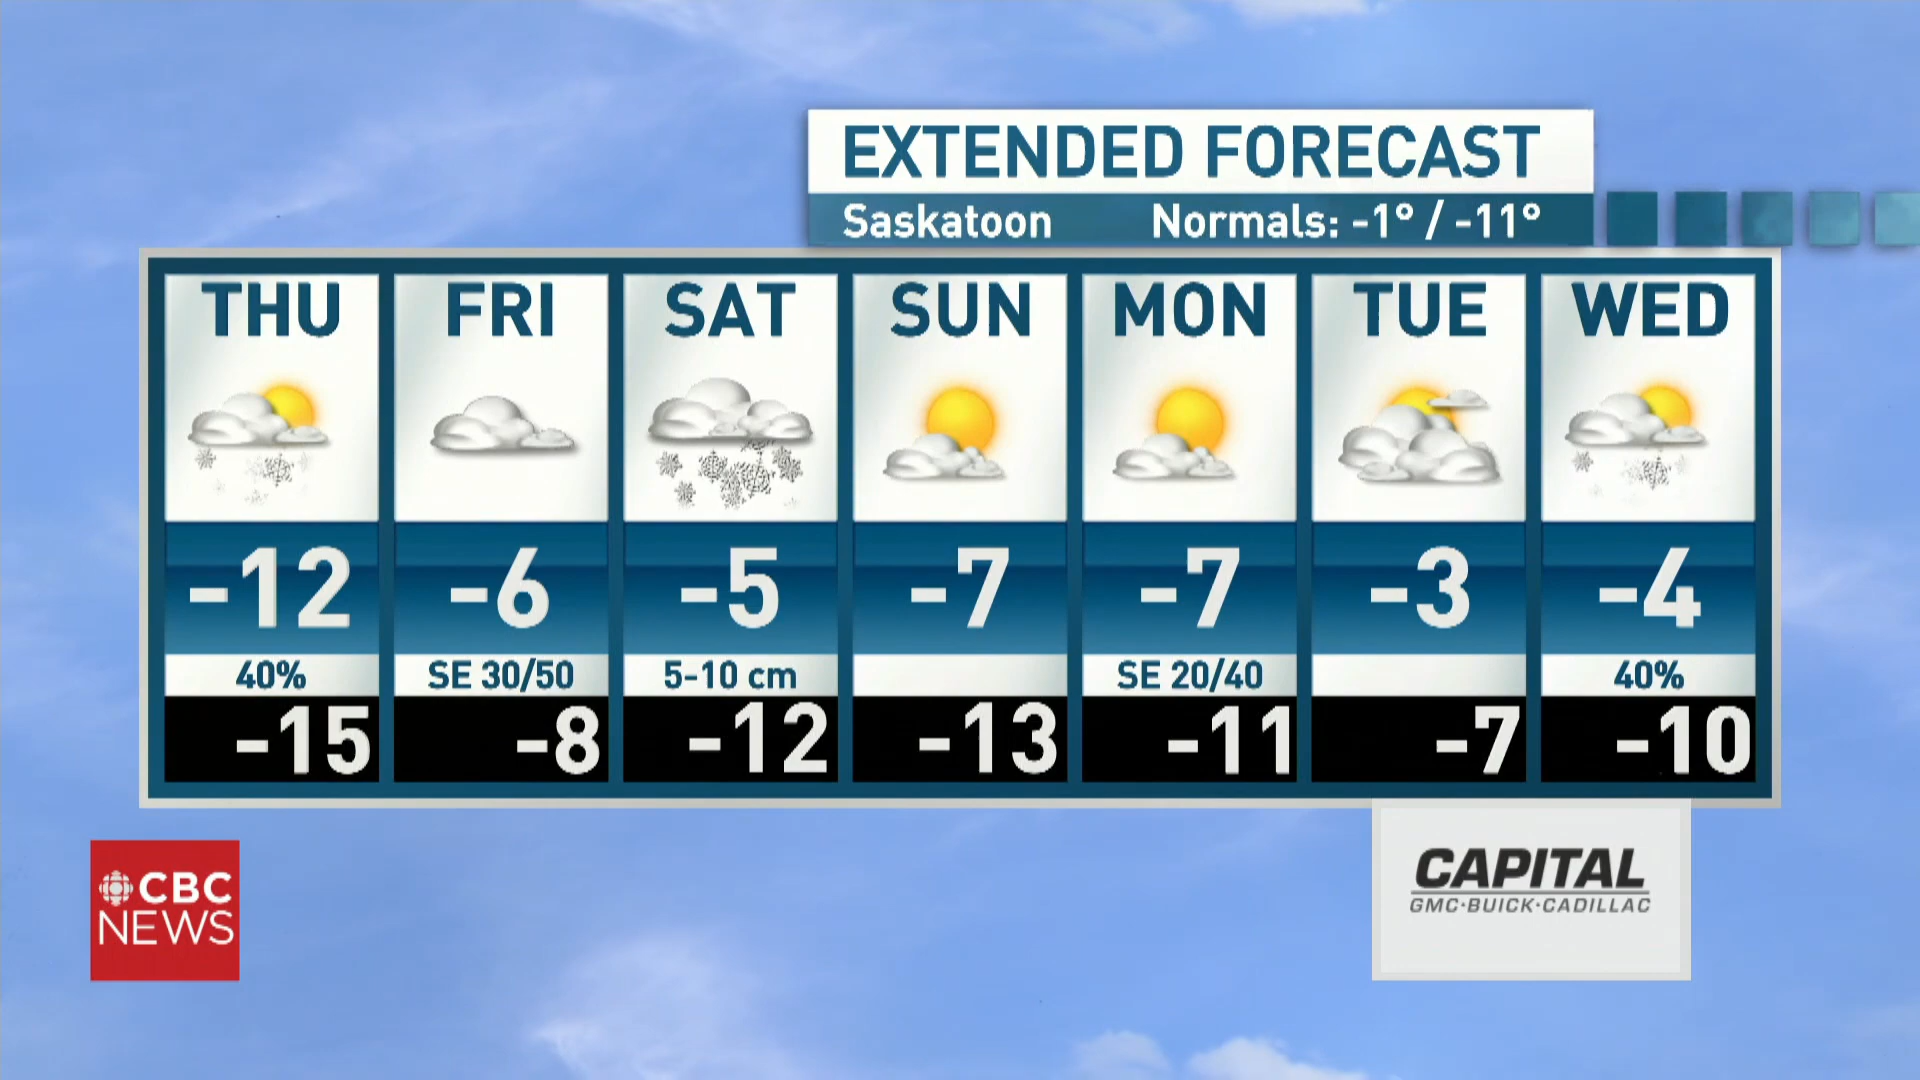 EXTENDED FORECAST
Saskatoon Normals: -1° / -11°
THU FRI SAT SUN MON TUE WED
-12 -6 -5 -7 -7 -3 -4
40% SE 30/50 5-10 cm SE 20/40 40%
-15 -8 -12 -13 -11 -7 -10
CBC
NEWS
CAPITAL
GMC·BUICK·CADILLAC